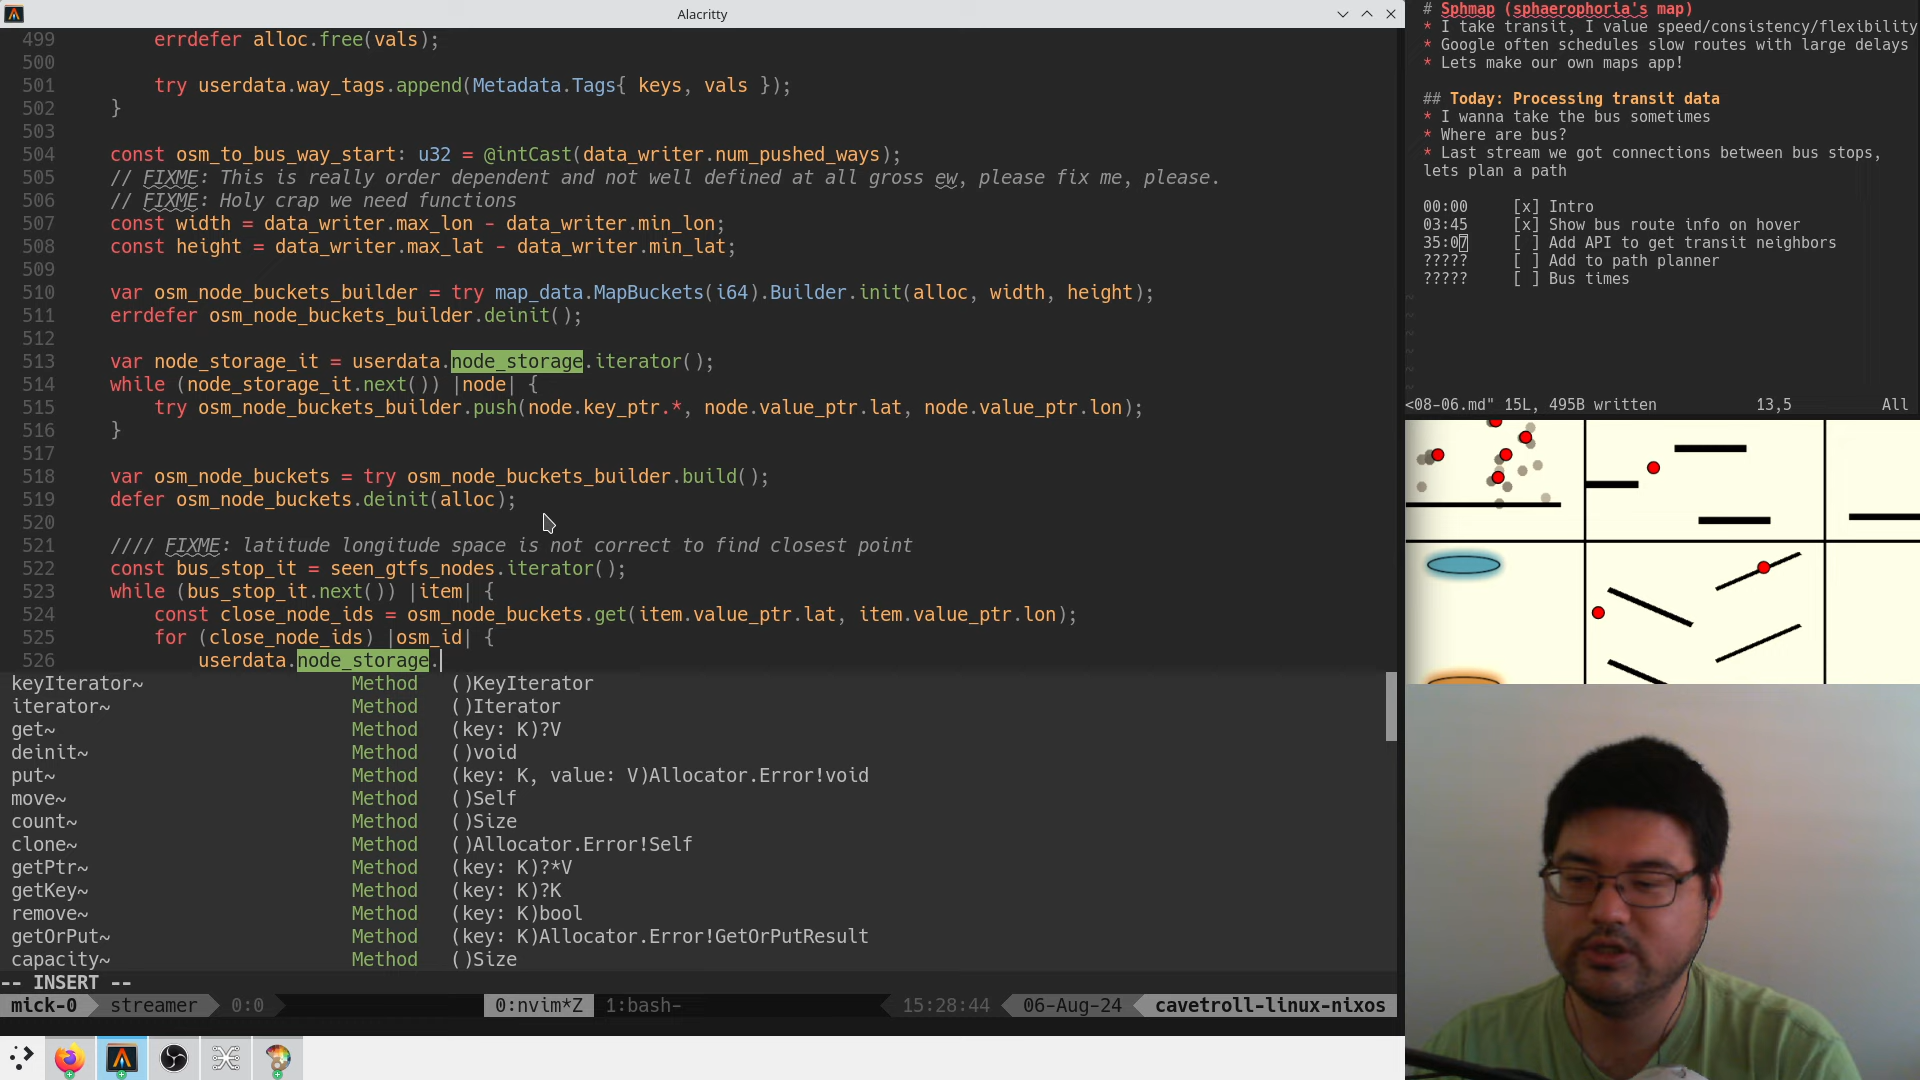 Alacritty
499 errdefer alloc.free(vals);
500
501 try userdata.way_tags.append(Metadata.Tags{ keys, vals });
502 }
503
504 const osm_to_bus_way_start: u32 = @intCast(data_writer.num_pushed_ways);
505 // FIXME: This is really order dependent and not well defined at all gross ew, please fix me, please.
506 // FIXME: Holy crap we need functions
507 const width = data_writer.max_lon - data_writer.min_lon;
508 const height = data_writer.max_lat - data_writer.min_lat;
509
510 var osm_node_buckets_builder = try map_data.MapBuckets(i64).Builder.init(alloc, width, height);
511 errdefer osm_node_buckets_builder.deinit();
512
513 var node_storage_it = userdata.node_storage.iterator();
514 while (node_storage_it.next()) |node| {
515 try osm_node_buckets_builder.push(node.key_ptr.*, node.value_ptr.lat, node.value_ptr.lon);
516 }
517
518 var osm_node_buckets = try osm_node_buckets_builder.build();
519 defer osm_node_buckets.deinit(alloc);
520
521 //// FIXME: latitude longitude space is not correct to find closest point
522 const bus_stop_it = seen_gtfs_nodes.iterator();
523 while (bus_stop_it.next()) |item| {
524 const close_node_ids = osm_node_buckets.get(item.value_ptr.lat, item.value_ptr.lon);
525 for (close_node_ids) |osm_id| {
526 userdata.node_storage.
keyIterator~ Method ()KeyIterator
iterator~ Method ()Iterator
get~ Method (key: K)?V
deinit~ Method ()void
put~ Method (key: K, value: V)Allocator.Error!void
move~ Method ()Self
count~ Method ()Size
clone~ Method ()Allocator.Error!Self
getPtr~ Method (key: K)?*V
getKey~ Method (key: K)?K
remove~ Method (key: K)bool
getOrPut~ Method (key: K)Allocator.Error!GetOrPutResult
capacity~ Method ()Size
-- INSERT --
mick-0 streamer 0:0 0:nvim*Z 1:bash- 15:28:44 06-Aug-24 cavetroll-linux-nixos
# Sphmap (sphaerophoria's map)
* I take transit, I value speed/consistency/flexibility
* Google often schedules slow routes with large delays
* Lets make our own maps app!
## Today: Processing transit data
* I wanna take the bus sometimes
* Where are bus?
* Last stream we got connections between bus stops,
lets plan a path
00:00 [x] Intro
03:45 [x] Show bus route info on hover
35:07 [ ] Add API to get transit neighbors
????? [ ] Add to path planner
????? [ ] Bus times
~
~
~
~
~
~
<08-06.md" 15L, 495B written 13,5 All